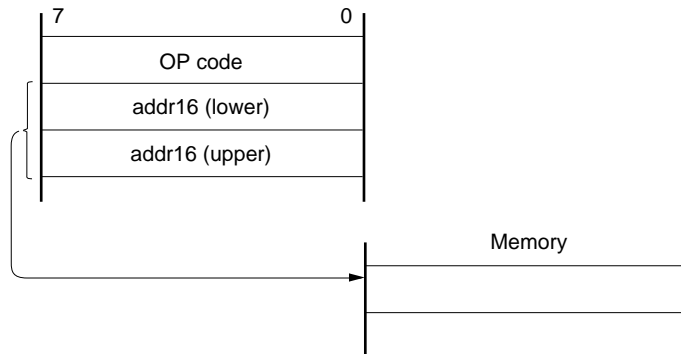 7 0
OP code
addr16 (lower)
addr16 (upper)
Memory